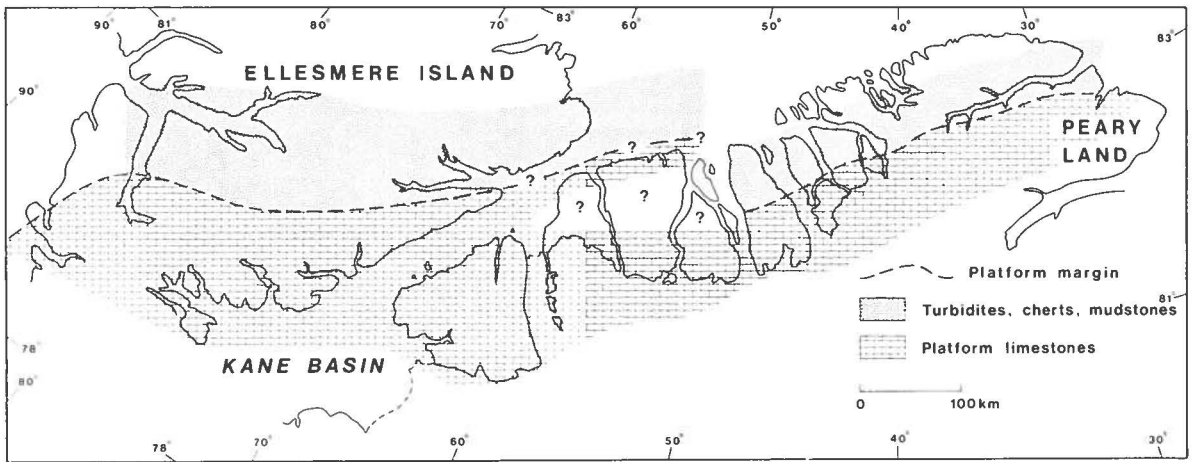 90° 81° 80° 70° 83° 60° 50° 40° 30°
83°
ELLESMERE ISLAND
90°
PEARY
LAND
?
?
?
?
?
?
Platform margin
81°
Turbidites, cherts, mudstones
78°
Platform limestones
KANE BASIN
80°
0 100km
78° 70° 60° 50° 40° 30°